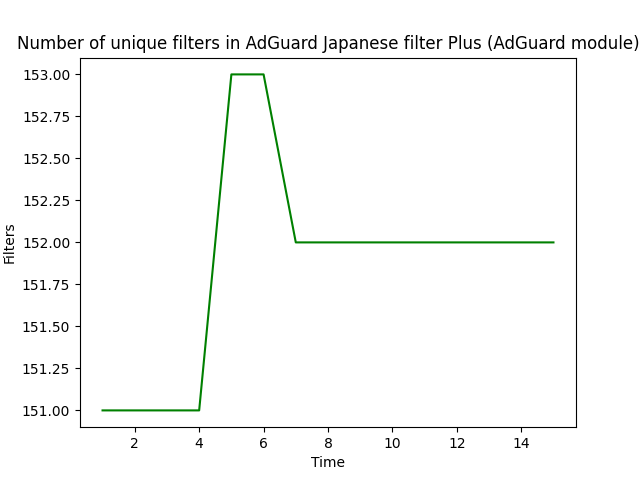 Number of unique filters in AdGuard Japanese filter Plus (AdGuard module)
153.00
152.75
152.50
152.25
152.00
151.75
151.50
151.25
151.00
Filters
2 4 6 8 10 12 14
Time